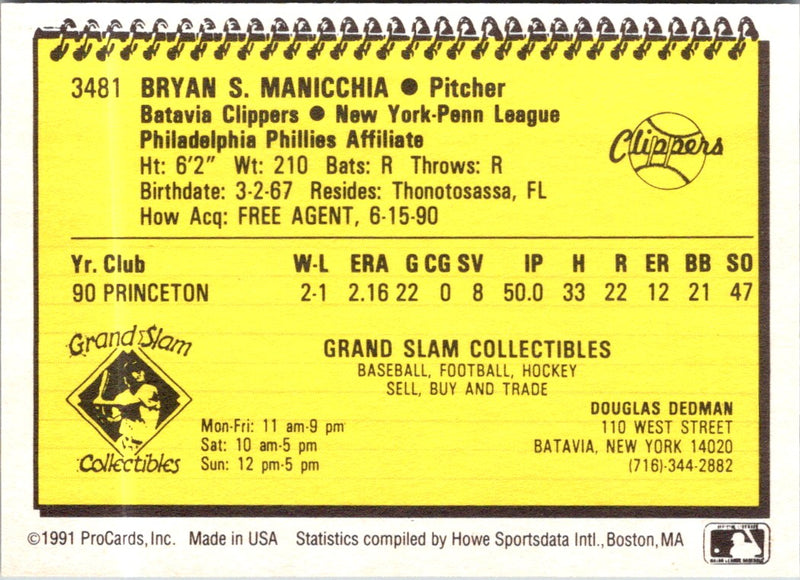 3481 BRYAN S. MANICCHIA ● Pitcher
Batavia Clippers ● New York-Penn League
Philadelphia Phillies Affiliate
Clippers
Ht: 6'2" Wt: 210 Bats: R Throws: R
Birthdate: 3-2-67 Resides: Thonotosassa, FL
How Acq: FREE AGENT, 6-15-90
Yr. Club W-L ERA G CG SV IP H R ER BB SO
90 PRINCETON 2-1 2.16 22 0 8 50.0 33 22 12 21 47
Grand Slam
Collectibles
GRAND SLAM COLLECTIBLES
BASEBALL, FOOTBALL, HOCKEY
SELL, BUY AND TRADE
Mon-Fri: 11 am-9 pm
Sat: 10 am-5 pm
Sun: 12 pm-5 pm
DOUGLAS DEDMAN
110 WEST STREET
BATAVIA, NEW YORK 14020
(716)-344-2882
©1991 ProCards, Inc. Made in USA Statistics compiled by Howe Sportsdata Intl., Boston, MA